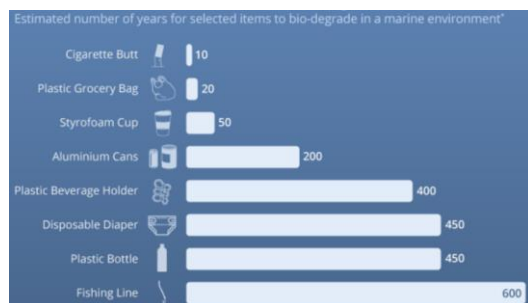 Estimated number of years for selected items to bio-degrade in a marine environment*
Cigarette Butt 10
Plastic Grocery Bag 20
Styrofoam Cup 50
Aluminium Cans 200
Plastic Beverage Holder 400
Disposable Diaper 450
Plastic Bottle 450
Fishing Line 600